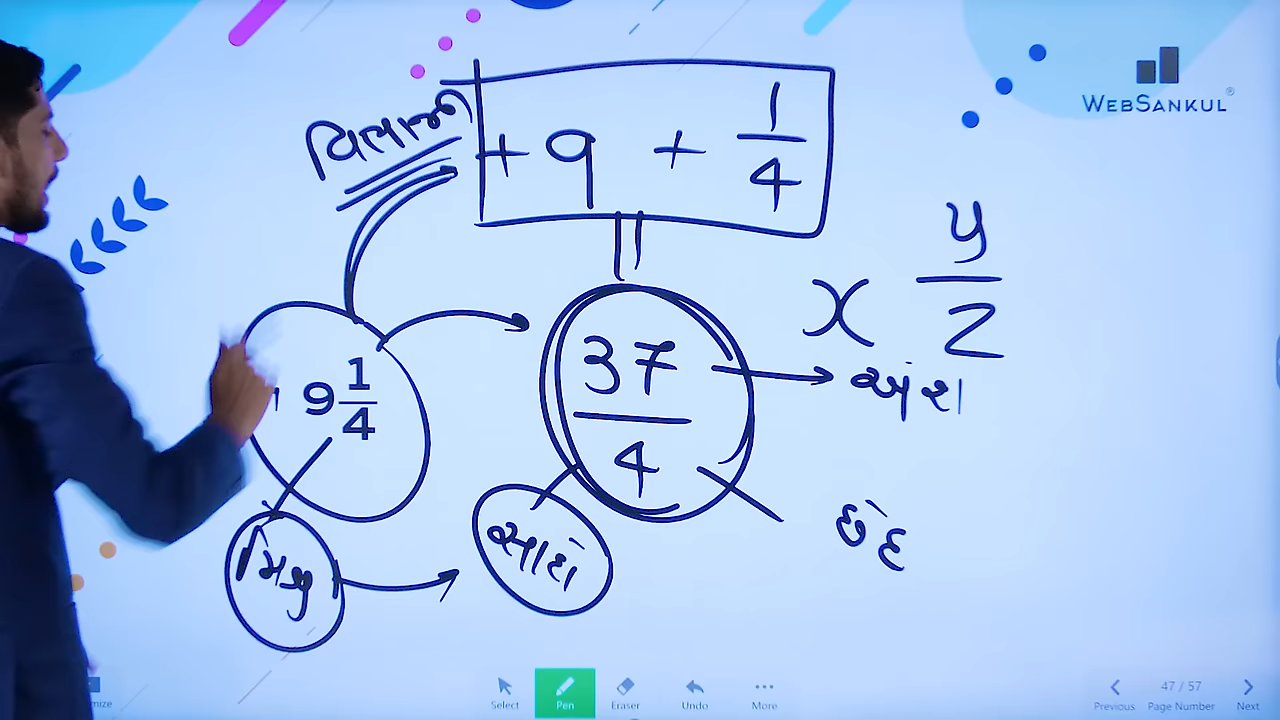 WEBSANKUL
વિભાજન
+ 9 + 1/4
x y/z
9 1/4
37/4
અંશ
છેદ
મિશ્ર
સાદો
Select Pen Eraser Undo More
Previous 47 / 57 Page Number Next